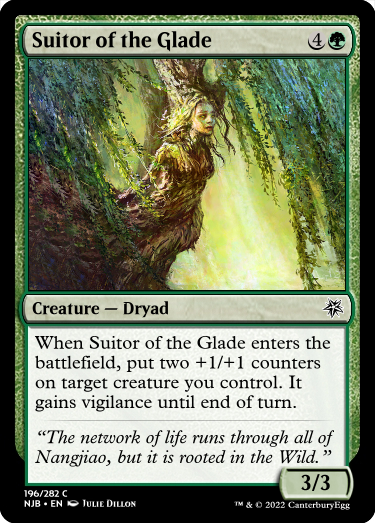 Suitor of the Glade 4
Creature — Dryad
When Suitor of the Glade enters the
battlefield, put two +1/+1 counters
on target creature you control. It
gains vigilance until end of turn.
“The network of life runs through all of
Nangjiao, but it is rooted in the Wild.”
3/3
196/282 C
NJB • EN Julie Dillon
™ & © 2022 CanterburyEgg